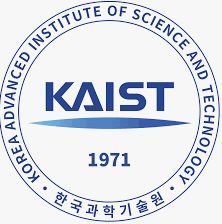 KOREA ADVANCED INSTITUTE OF SCIENCE AND TECHNOLOGY
KAIST
1971
한국과학기술원